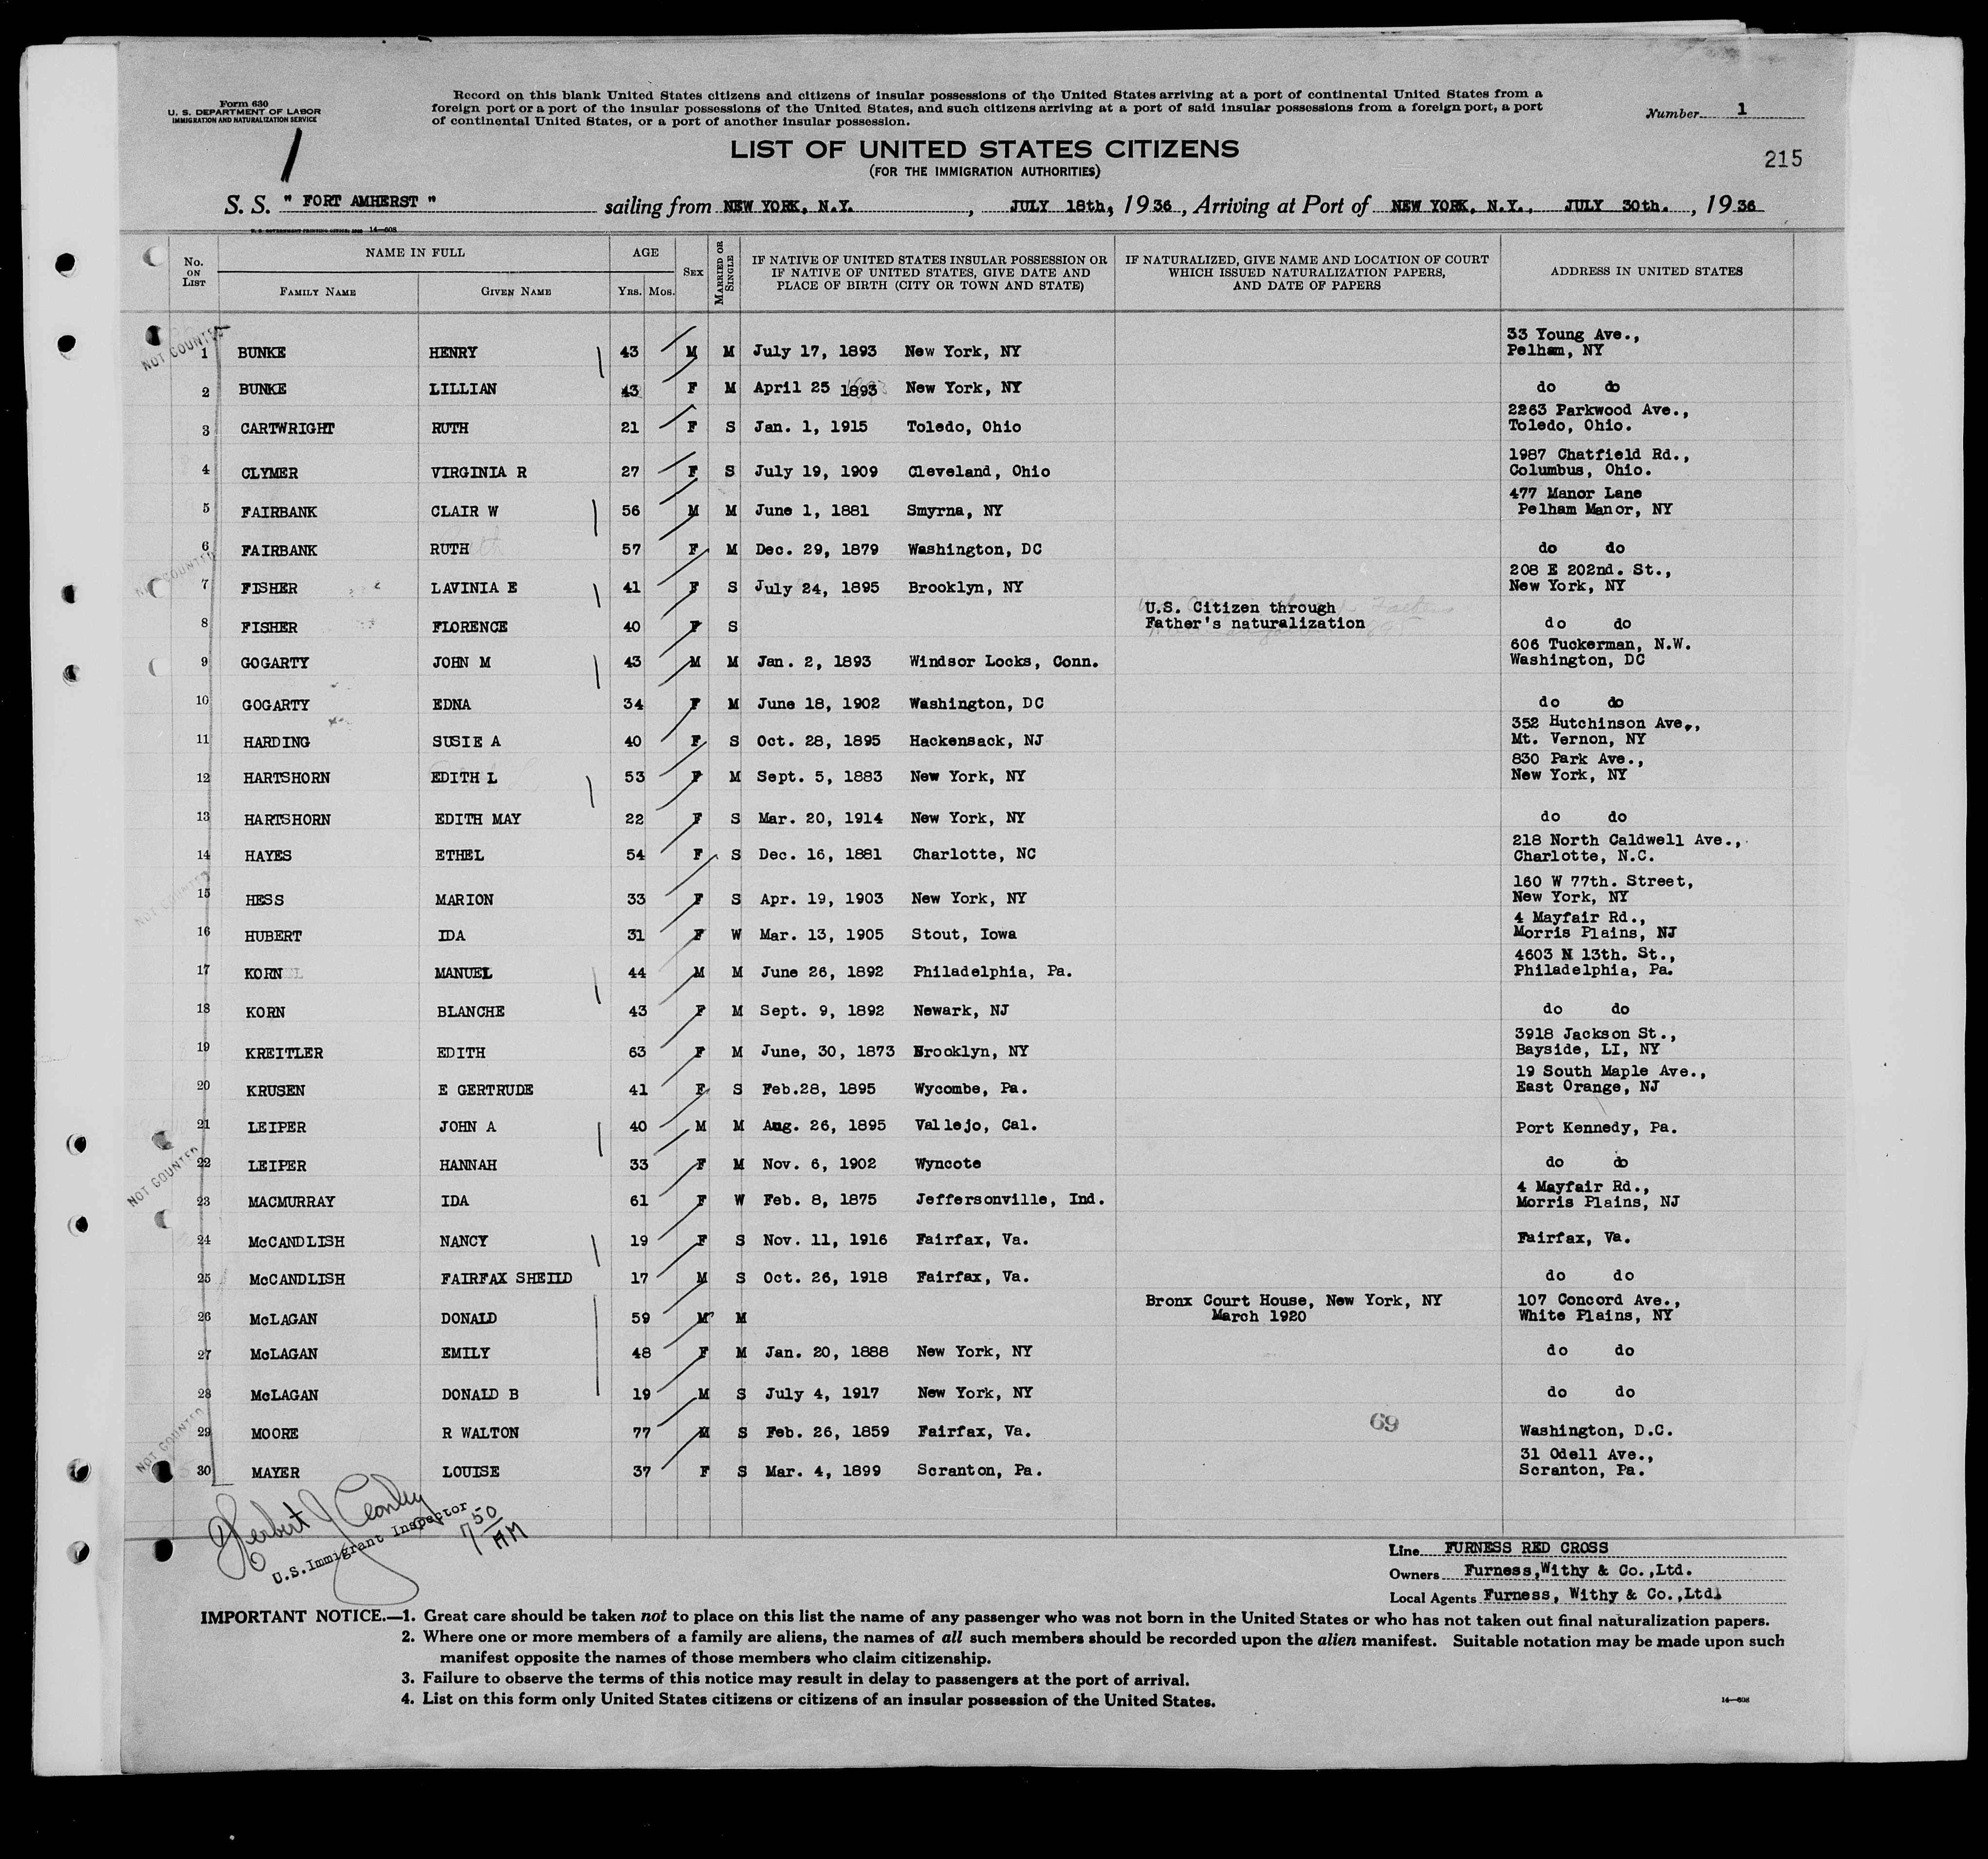 Form 630
U. S. DEPARTMENT OF LABOR
IMMIGRATION AND NATURALIZATION SERVICE
Record on this blank United States citizens and citizens of insular possessions of the United States arriving at a port of continental United States from a
foreign port or a port of the insular possessions of the United States, and such citizens arriving at a port of said insular possessions from a foreign port, a port
of continental United States, or a port of another insular possession.
Number 1
1
LIST OF UNITED STATES CITIZENS
(FOR THE IMMIGRATION AUTHORITIES)
215
S. S. " FORT AMHERST " sailing from NEW YORK, N.Y. , JULY 18th, 1936, Arriving at Port of NEW YORK, N.Y., JULY 30th. , 1936
14—608
No. ON LIST
NAME IN FULL
FAMILY NAME GIVEN NAME
AGE
YRS. MOS.
SEX
MARRIED OR SINGLE
IF NATIVE OF UNITED STATES INSULAR POSSESSION OR
IF NATIVE OF UNITED STATES, GIVE DATE AND
PLACE OF BIRTH (CITY OR TOWN AND STATE)
IF NATURALIZED, GIVE NAME AND LOCATION OF COURT
WHICH ISSUED NATURALIZATION PAPERS,
AND DATE OF PAPERS
ADDRESS IN UNITED STATES
NOT COUNTER
33 Young Ave.,
1 BUNKE HENRY 43 M M July 17, 1893 New York, NY Pelham, NY
2 BUNKE LILLIAN 43 F M April 25 1893 New York, NY do do
2263 Parkwood Ave.,
3 CARTWRIGHT RUTH 21 F S Jan. 1, 1915 Toledo, Ohio Toledo, Ohio.
1987 Chatfield Rd.,
4 CLYMER VIRGINIA R 27 F S July 19, 1909 Cleveland, Ohio Columbus, Ohio.
477 Manor Lane
5 FAIRBANK CLAIR W 56 M M June 1, 1881 Smyrna, NY Pelham Manor, NY
6 FAIRBANK RUTH 57 F M Dec. 29, 1879 Washington, DC do do
NOT COUNTER
208 E 202nd. St.,
7 FISHER LAVINIA E 41 F S July 24, 1895 Brooklyn, NY New York, NY
U.S. Citizen through
8 FISHER FLORENCE 40 F S Father's naturalization do do
606 Tuckerman, N.W.
9 GOGARTY JOHN M 43 M M Jan. 2, 1893 Windsor Locks, Conn. Washington, DC
10 GOGARTY EDNA 34 F M June 18, 1902 Washington, DC do do
352 Hutchinson Ave.,
11 HARDING SUSIE A 40 F S Oct. 28, 1895 Hackensack, NJ Mt. Vernon, NY
830 Park Ave.,
12 HARTSHORN EDITH L 53 F M Sept. 5, 1883 New York, NY New York, NY
13 HARTSHORN EDITH MAY 22 F S Mar. 20, 1914 New York, NY do do
218 North Caldwell Ave.,
14 HAYES ETHEL 54 F S Dec. 16, 1881 Charlotte, NC Charlotte, N.C.
NOT COUNTER
160 W 77th. Street,
15 HESS MARION 33 F S Apr. 19, 1903 New York, NY New York, NY
4 Mayfair Rd.,
16 HUBERT IDA 31 F W Mar. 13, 1905 Stout, Iowa Morris Plains, NJ
4603 N 13th. St.,
17 KORN MANUEL 44 M M June 26, 1892 Philadelphia, Pa. Philadelphia, Pa.
18 KORN BLANCHE 43 F M Sept. 9, 1892 Newark, NJ do do
3918 Jackson St.,
19 KREITLER EDITH 63 F M June, 30, 1873 Brooklyn, NY Bayside, LI, NY
19 South Maple Ave.,
20 KRUSEN E GERTRUDE 41 F S Feb.28, 1895 Wycombe, Pa. East Orange, NJ
21 LEIPER JOHN A 40 M M Aug. 26, 1895 Vallejo, Cal. Port Kennedy, Pa.
NOT COUNTER
22 LEIPER HANNAH 33 F M Nov. 6, 1902 Wyncote do do
4 Mayfair Rd.,
23 MACMURRAY IDA 61 F W Feb. 8, 1875 Jeffersonville, Ind. Morris Plains, NJ
24 McCANDLISH NANCY 19 F S Nov. 11, 1916 Fairfax, Va. Fairfax, Va.
25 McCANDLISH FAIRFAX SHEILD 17 M S Oct. 26, 1918 Fairfax, Va. do do
Bronx Court House, New York, NY 107 Concord Ave.,
26 McLAGAN DONALD 59 M M March 1920 White Plains, NY
27 McLAGAN EMILY 48 F M Jan. 20, 1888 New York, NY do do
28 McLAGAN DONALD B 19 M S July 4, 1917 New York, NY do do
NOT COUNTER
69
29 MOORE R WALTON 77 M S Feb. 26, 1859 Fairfax, Va. Washington, D.C.
31 Odell Ave.,
30 MAYER LOUISE 37 F S Mar. 4, 1899 Scranton, Pa. Scranton, Pa.
Herbert J
U.S. Immigrant Inspector
7 50 AM
Line FURNESS RED CROSS
Owners Furness,Withy & Co.,Ltd.
Local Agents Furness, Withy & Co.,Ltd.
IMPORTANT NOTICE.—1. Great care should be taken not to place on this list the name of any passenger who was not born in the United States or who has not taken out final naturalization papers.
2. Where one or more members of a family are aliens, the names of all such members should be recorded upon the alien manifest. Suitable notation may be made upon such
manifest opposite the names of those members who claim citizenship.
3. Failure to observe the terms of this notice may result in delay to passengers at the port of arrival.
4. List on this form only United States citizens or citizens of an insular possession of the United States.
14—608